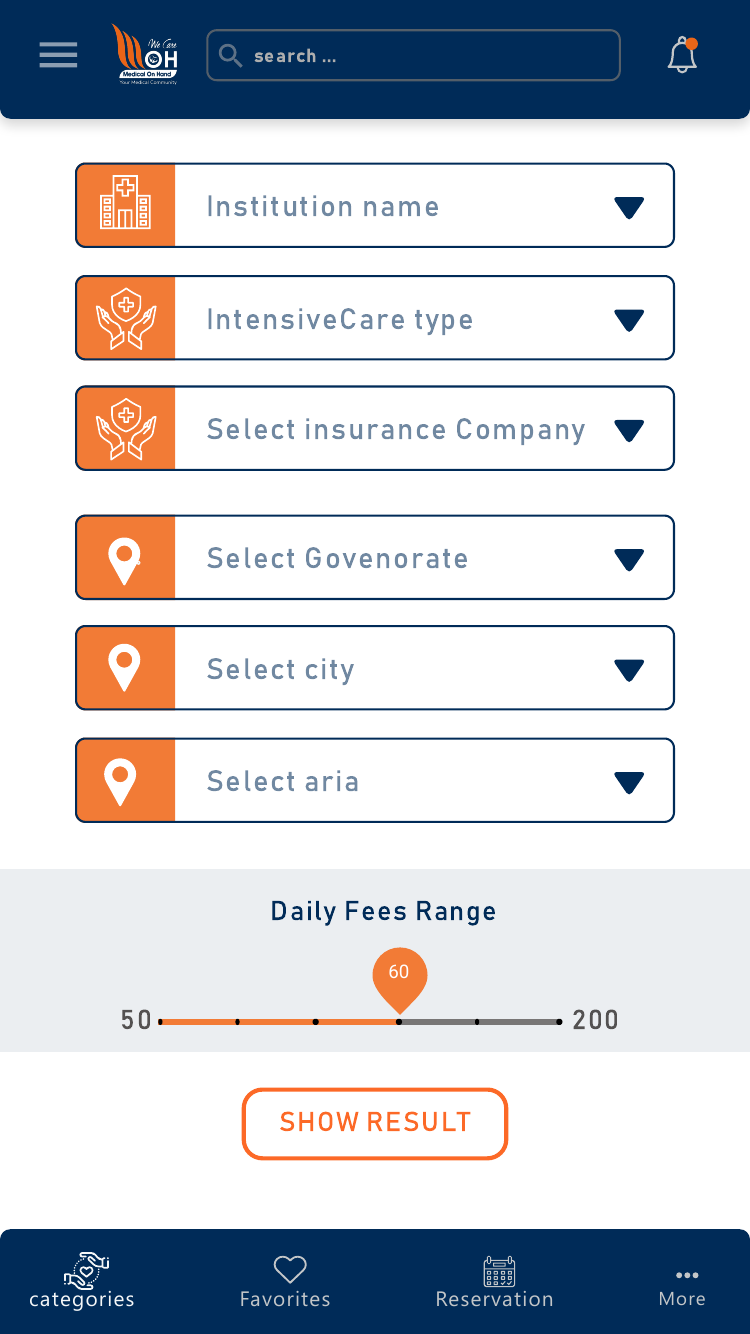 We Care
OH
Medical On Hand
Your Medical Community
search ...
Institution name
IntensiveCare type
Select insurance Company
Select Govenorate
Select city
Select aria
Daily Fees Range
60
50 200
SHOW RESULT
categories Favorites Reservation More